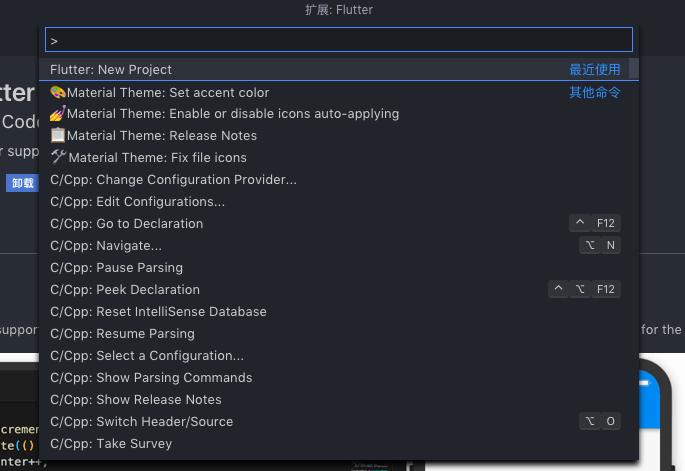 扩展: Flutter
>
Flutter: New Project 最近使用
tter
Material Theme: Set accent color 其他命令
Code
Material Theme: Enable or disable icons auto-applying
Material Theme: Release Notes
r supp
Material Theme: Fix file icons
C/Cpp: Change Configuration Provider...
卸载
C/Cpp: Edit Configurations...
C/Cpp: Go to Declaration ^ F12
C/Cpp: Navigate... ⌥ N
C/Cpp: Pause Parsing
C/Cpp: Peek Declaration ^ ⌥ F12
C/Cpp: Reset IntelliSense Database
support
C/Cpp: Resume Parsing
for the
C/Cpp: Select a Configuration...
C/Cpp: Show Parsing Commands
C/Cpp: Show Release Notes
C/Cpp: Switch Header/Source ⌥ O
cremen
C/Cpp: Take Survey
te(()
nter++;